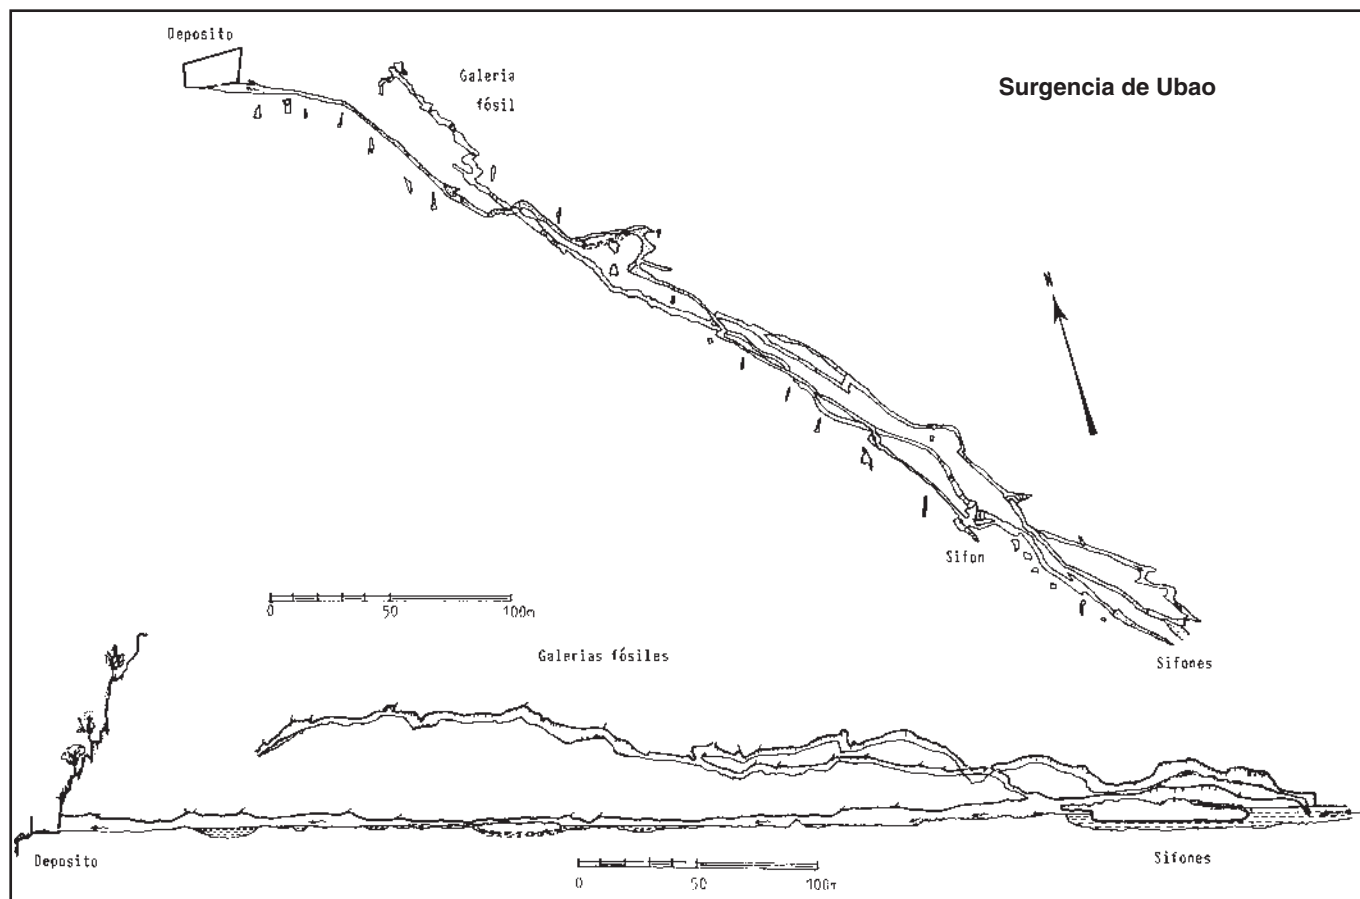 Deposito
Galeria
fósil
Surgencia de Ubao
N
Sifon
0 50 100m
Sifones
Galerias fósiles
Deposito
0 50 100m
Sifones